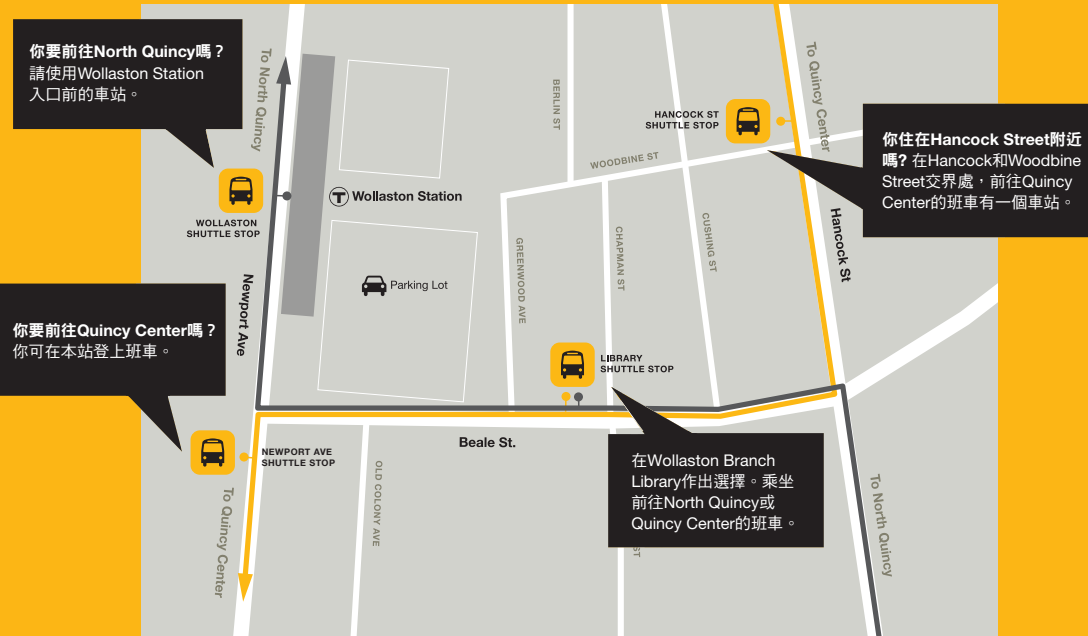 你要前往North Quincy嗎？
請使用Wollaston Station
入口前的車站。
To North Quincy
BERLIN ST
HANCOCK ST
SHUTTLE STOP
To Quincy Center
你住在Hancock Street附近
嗎? 在Hancock和Woodbine
Street交界處，前往Quincy
Center的班車有一個車站。
WOODBINE ST
WOLLASTON
SHUTTLE STOP
T Wollaston Station
GREENWOOD AVE
CHAPMAN ST
CUSHING ST
Hancock St
Newport Ave
Parking Lot
你要前往Quincy Center嗎？
你可在本站登上班車。
LIBRARY
SHUTTLE STOP
Beale St.
NEWPORT AVE
SHUTTLE STOP
OLD COLONY AVE
在Wollaston Branch
Library作出選擇。乘坐
前往North Quincy或
Quincy Center的班車。
ST
To Quincy Center
To North Quincy